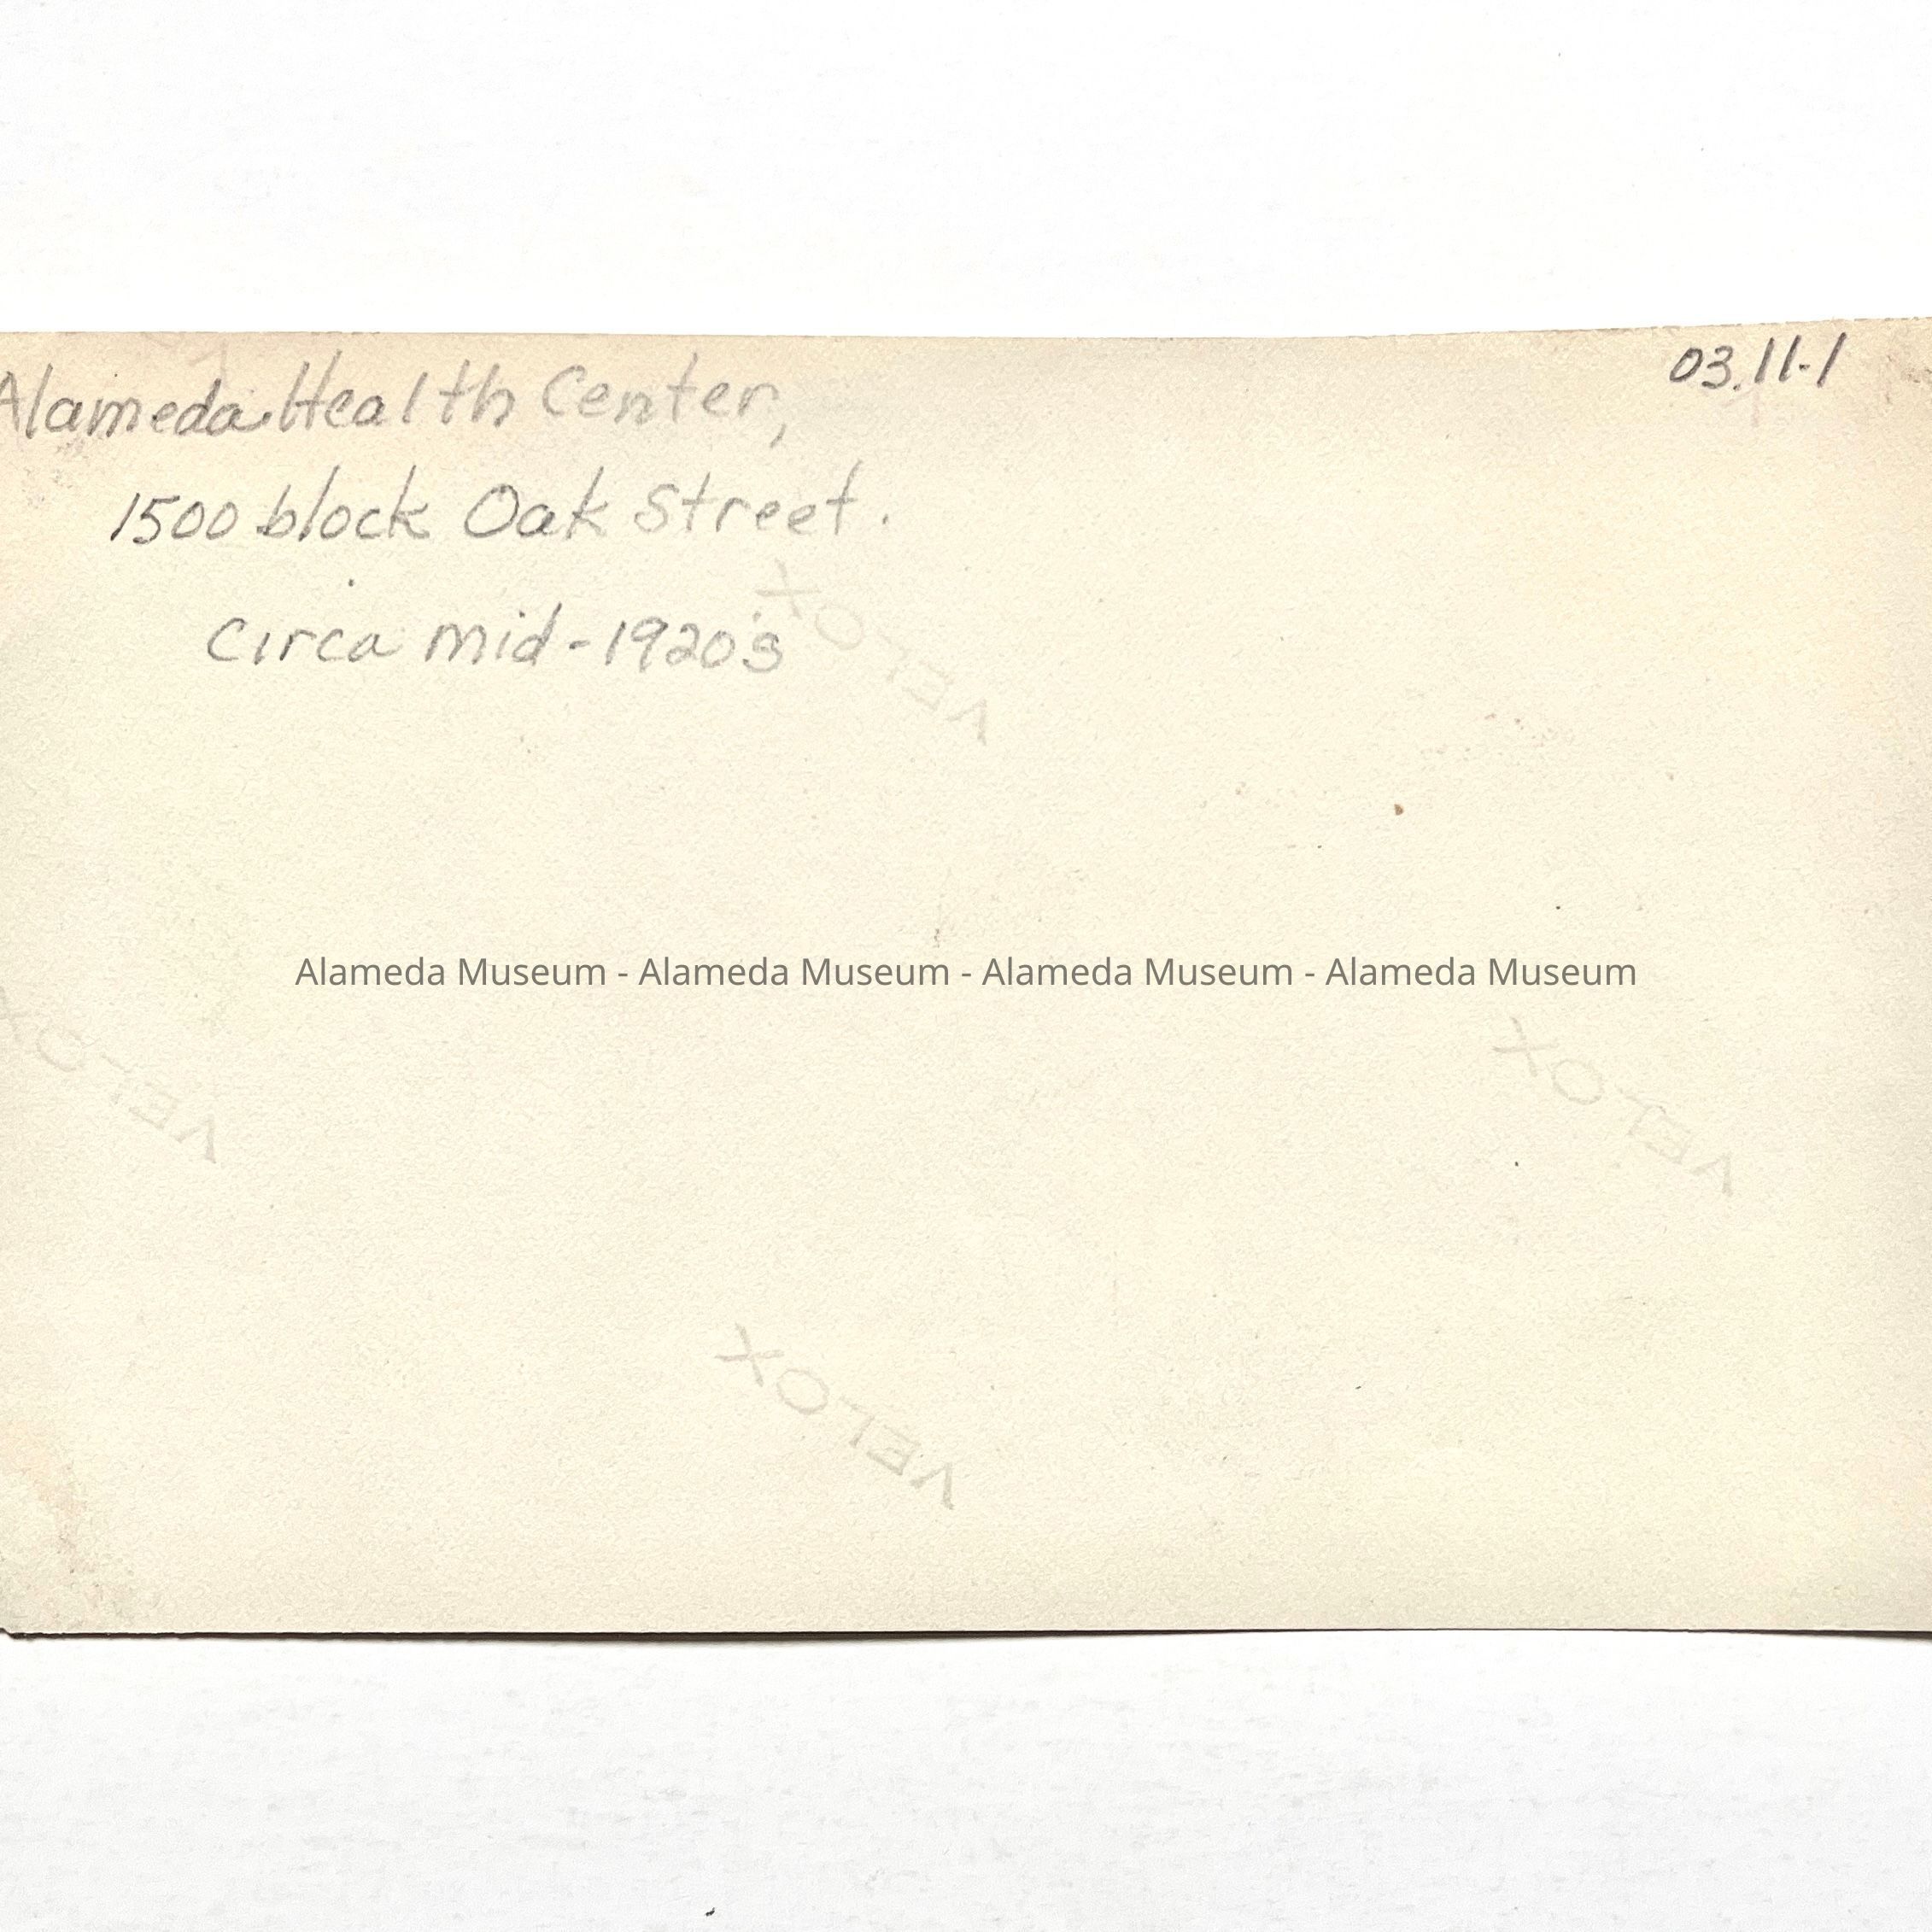 03.11-1
Alameda Health Center,
1500 block Oak Street.
Circa mid-1920's
VELOX
Alameda Museum - Alameda Museum - Alameda Museum - Alameda Museum
VELOX
VELOX
VELOX